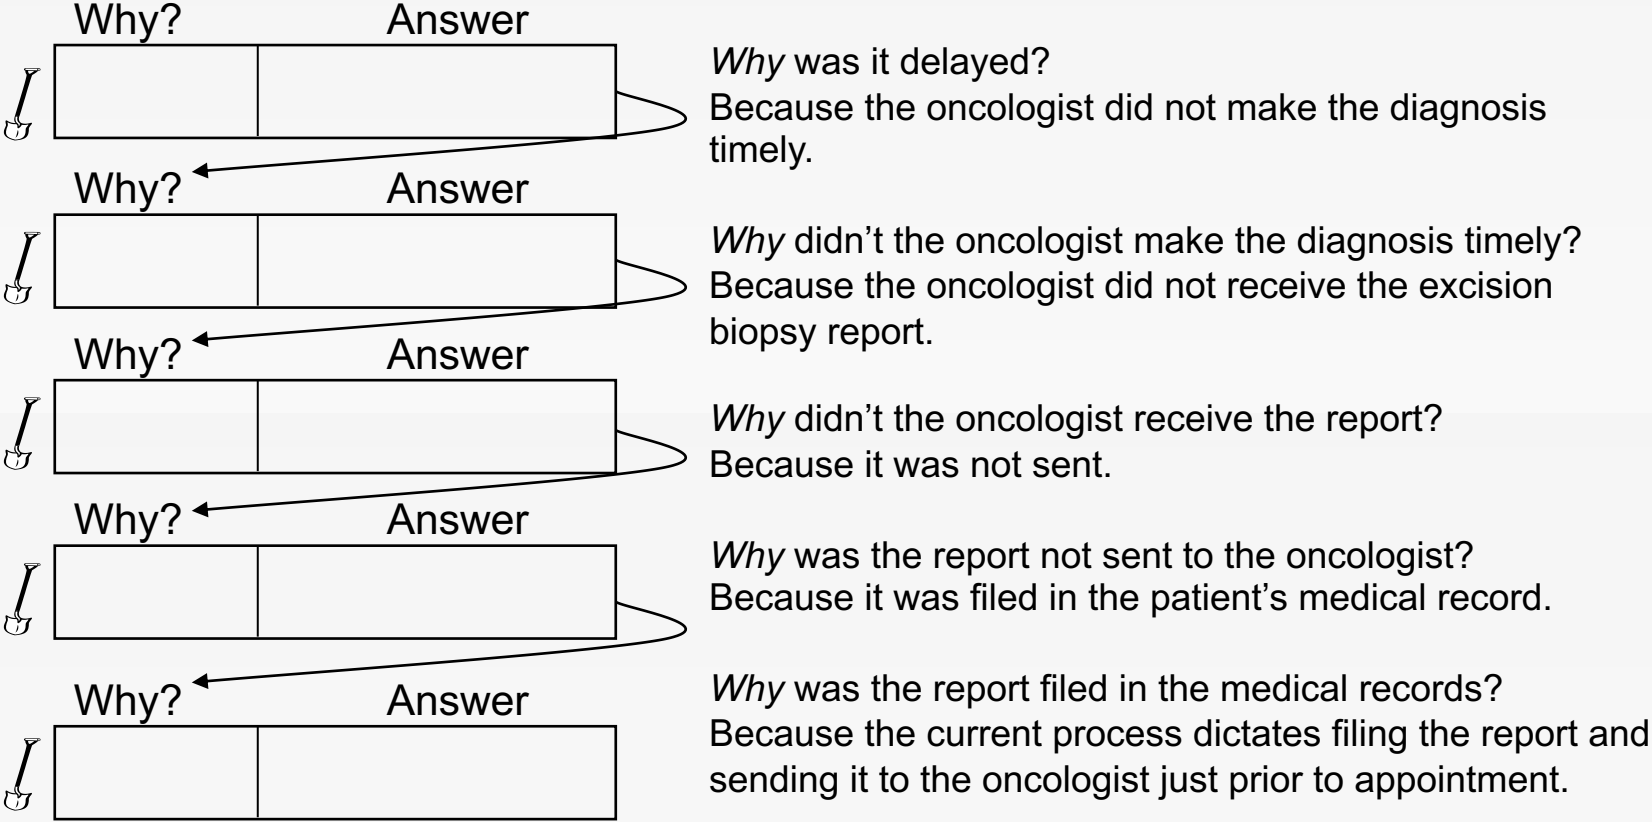 Why? Answer
Why was it delayed?
Because the oncologist did not make the diagnosis
timely.
Why? Answer
Why didn’t the oncologist make the diagnosis timely?
Because the oncologist did not receive the excision
biopsy report.
Why? Answer
Why didn’t the oncologist receive the report?
Because it was not sent.
Why? Answer
Why was the report not sent to the oncologist?
Because it was filed in the patient’s medical record.
Why? Answer
Why was the report filed in the medical records?
Because the current process dictates filing the report and
sending it to the oncologist just prior to appointment.